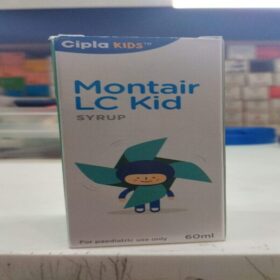 Cipla KIDS™
Montair
LC Kid
SYRUP
For paediatric use only
60ml